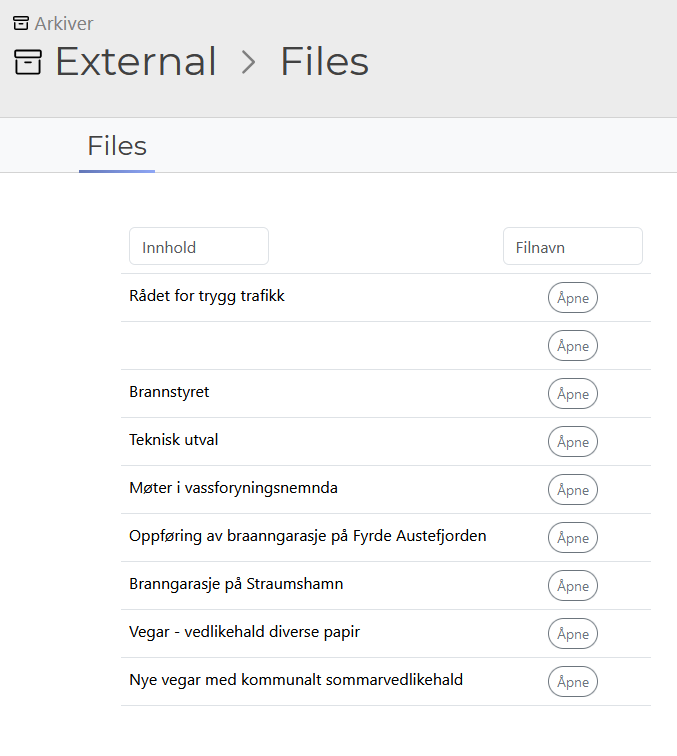 Arkiver
External > Files
Files
Innhold Filnavn
Rådet for trygg trafikk Åpne
Åpne
Brannstyret Åpne
Teknisk utval Åpne
Møter i vassforyningsnemnda Åpne
Oppføring av braanngarasje på Fyrde Austefjorden Åpne
Branngarasje på Straumshamn Åpne
Vegar - vedlikehald diverse papir Åpne
Nye vegar med kommunalt sommarvedlikehald Åpne